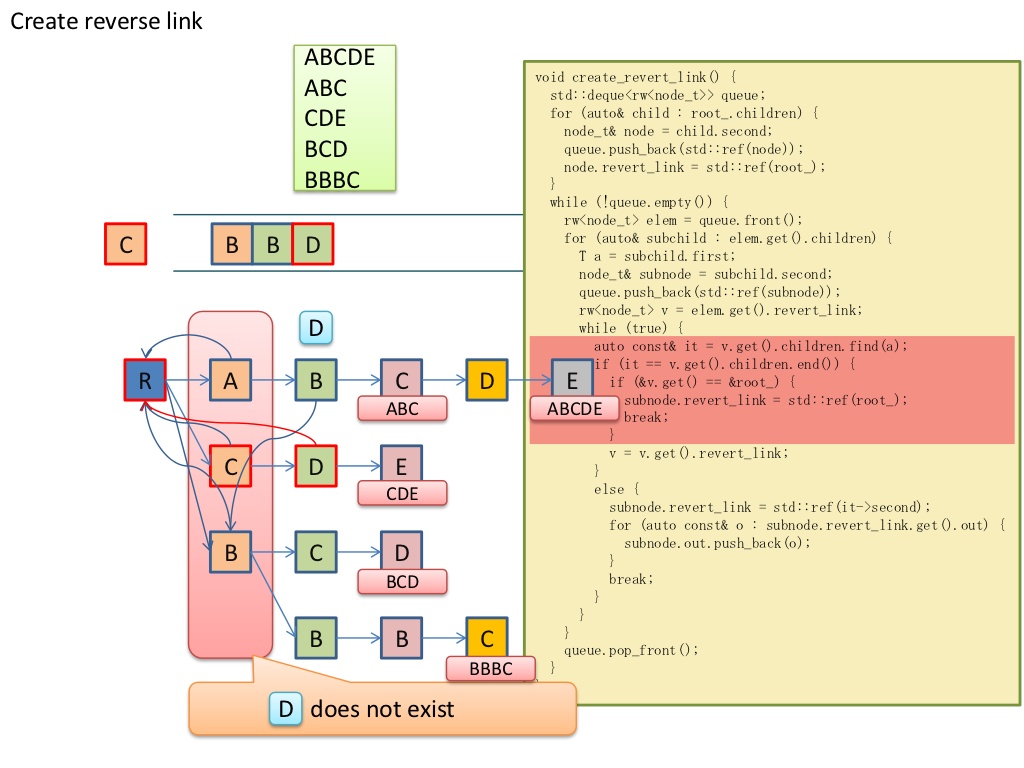 Create reverse link
ABCDE
ABC
CDE
BCD
BBBC
C
B B D
D
R A B C D E
ABC
ABCDE
C D E
CDE
B C D
BCD
B B C
BBBC
D does not exist
void create_revert_link() {
std::deque<rw<node_t>> queue;
for (auto& child : root_.children) {
node_t& node = child.second;
queue.push_back(std::ref(node));
node.revert_link = std::ref(root_);
}
while (!queue.empty()) {
rw<node_t> elem = queue.front();
for (auto& subchild : elem.get().children) {
T a = subchild.first;
node_t& subnode = subchild.second;
queue.push_back(std::ref(subnode));
rw<node_t> v = elem.get().revert_link;
while (true) {
auto const& it = v.get().children.find(a);
if (it == v.get().children.end()) {
if (&v.get() == &root_) {
subnode.revert_link = std::ref(root_);
break;
}
v = v.get().revert_link;
}
else {
subnode.revert_link = std::ref(it->second);
for (auto const& o : subnode.revert_link.get().out) {
subnode.out.push_back(o);
}
break;
}
}
}
queue.pop_front();
}